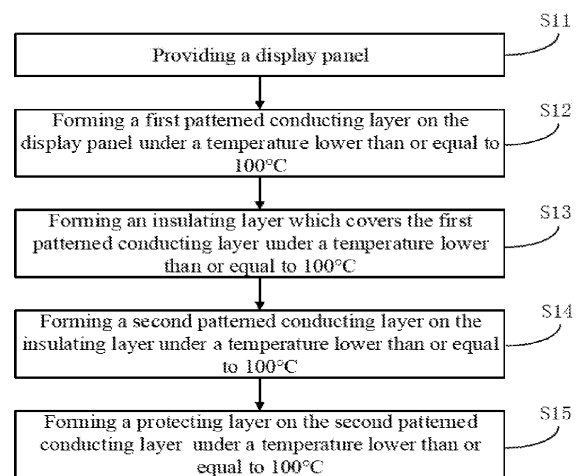 S11
Providing a display panel
S12
Forming a first patterned conducting layer on the
display panel under a temperature lower than or equal to
100°C
S13
Forming an insulating layer which covers the first
patterned conducting layer under a temperature lower
than or equal to 100°C
S14
Forming a second patterned conducting layer on the
insulating layer under a temperature lower than or equal
to 100°C
S15
Forming a protecting layer on the second patterned
conducting layer under a temperature lower than or
equal to 100°C